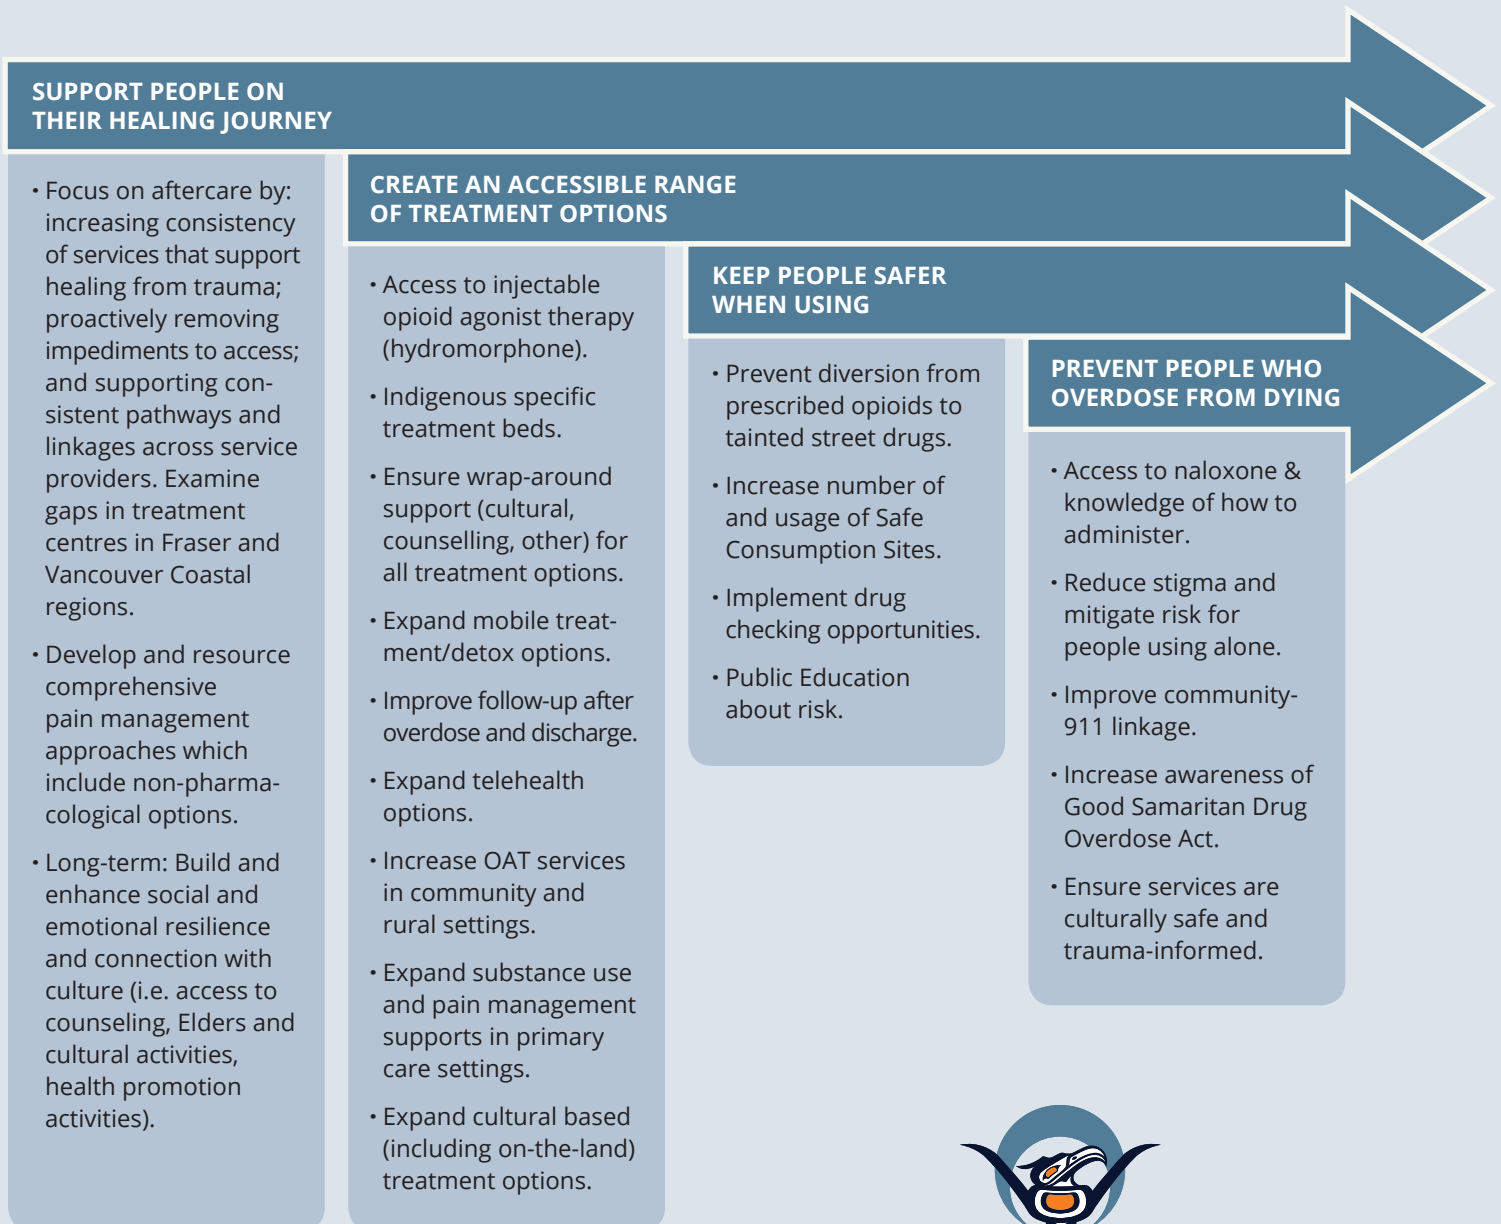 SUPPORT PEOPLE ON
THEIR HEALING JOURNEY
• Focus on aftercare by:
increasing consistency
of services that support
healing from trauma;
proactively removing
impediments to access;
and supporting con-
sistent pathways and
linkages across service
providers. Examine
gaps in treatment
centres in Fraser and
Vancouver Coastal
regions.
• Develop and resource
comprehensive
pain management
approaches which
include non-pharma-
cological options.
• Long-term: Build and
enhance social and
emotional resilience
and connection with
culture (i.e. access to
counseling, Elders and
cultural activities,
health promotion
activities).
CREATE AN ACCESSIBLE RANGE
OF TREATMENT OPTIONS
• Access to injectable
opioid agonist therapy
(hydromorphone).
• Indigenous specific
treatment beds.
• Ensure wrap-around
support (cultural,
counselling, other) for
all treatment options.
• Expand mobile treat-
ment/detox options.
• Improve follow-up after
overdose and discharge.
• Expand telehealth
options.
• Increase OAT services
in community and
rural settings.
• Expand substance use
and pain management
supports in primary
care settings.
• Expand cultural based
(including on-the-land)
treatment options.
KEEP PEOPLE SAFER
WHEN USING
• Prevent diversion from
prescribed opioids to
tainted street drugs.
• Increase number of
and usage of Safe
Consumption Sites.
• Implement drug
checking opportunities.
• Public Education
about risk.
PREVENT PEOPLE WHO
OVERDOSE FROM DYING
• Access to naloxone &
knowledge of how to
administer.
• Reduce stigma and
mitigate risk for
people using alone.
• Improve community-
911 linkage.
• Increase awareness of
Good Samaritan Drug
Overdose Act.
• Ensure services are
culturally safe and
trauma-informed.